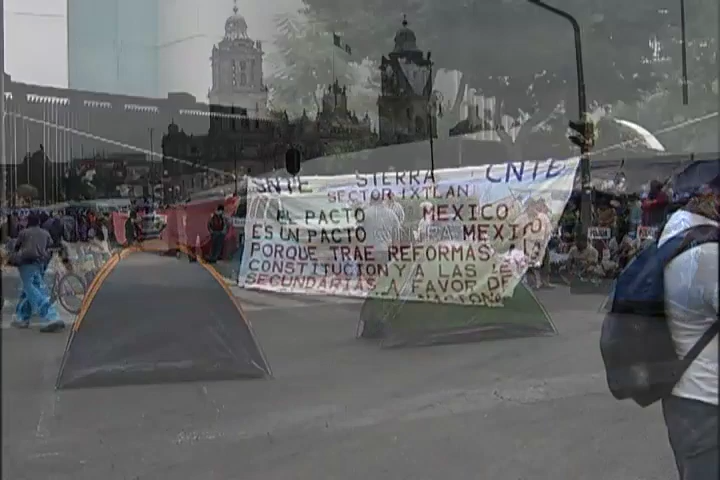 SNTE SIERRA CNTE
SECTOR IXTLAN
EL PACTO MEXICO
ES UN PACTO MEXICO
PORQUE TRAE REFORMAS A LA
CONSTITUCION Y A LAS
SECUNDARIAS A FAVOR DE